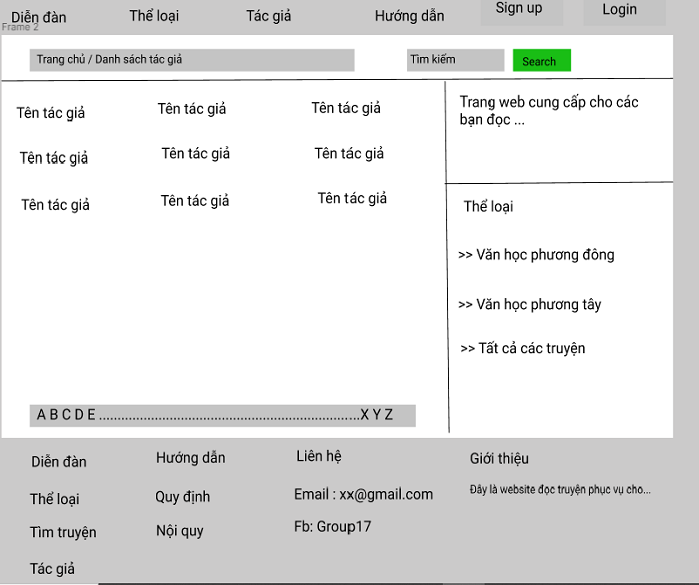 Diễn đàn Thể loại Tác giả Hướng dẫn Sign up Login
Frame 2
Trang chủ / Danh sách tác giả Tìm kiếm Search
Tên tác giả Tên tác giả Tên tác giả
Tên tác giả Tên tác giả Tên tác giả
Tên tác giả Tên tác giả Tên tác giả
A B C D E ......................................................................X Y Z
Trang web cung cấp cho các
bạn đọc ...
Thể loại
>> Văn học phương đông
>> Văn học phương tây
>> Tất cả các truyện
Diễn đàn
Thể loại
Tìm truyện
Tác giả
Hướng dẫn
Quy định
Nội quy
Liên hệ
Email : xx@gmail.com
Fb: Group17
Giới thiệu
Đây là website đọc truyện phục vụ cho...